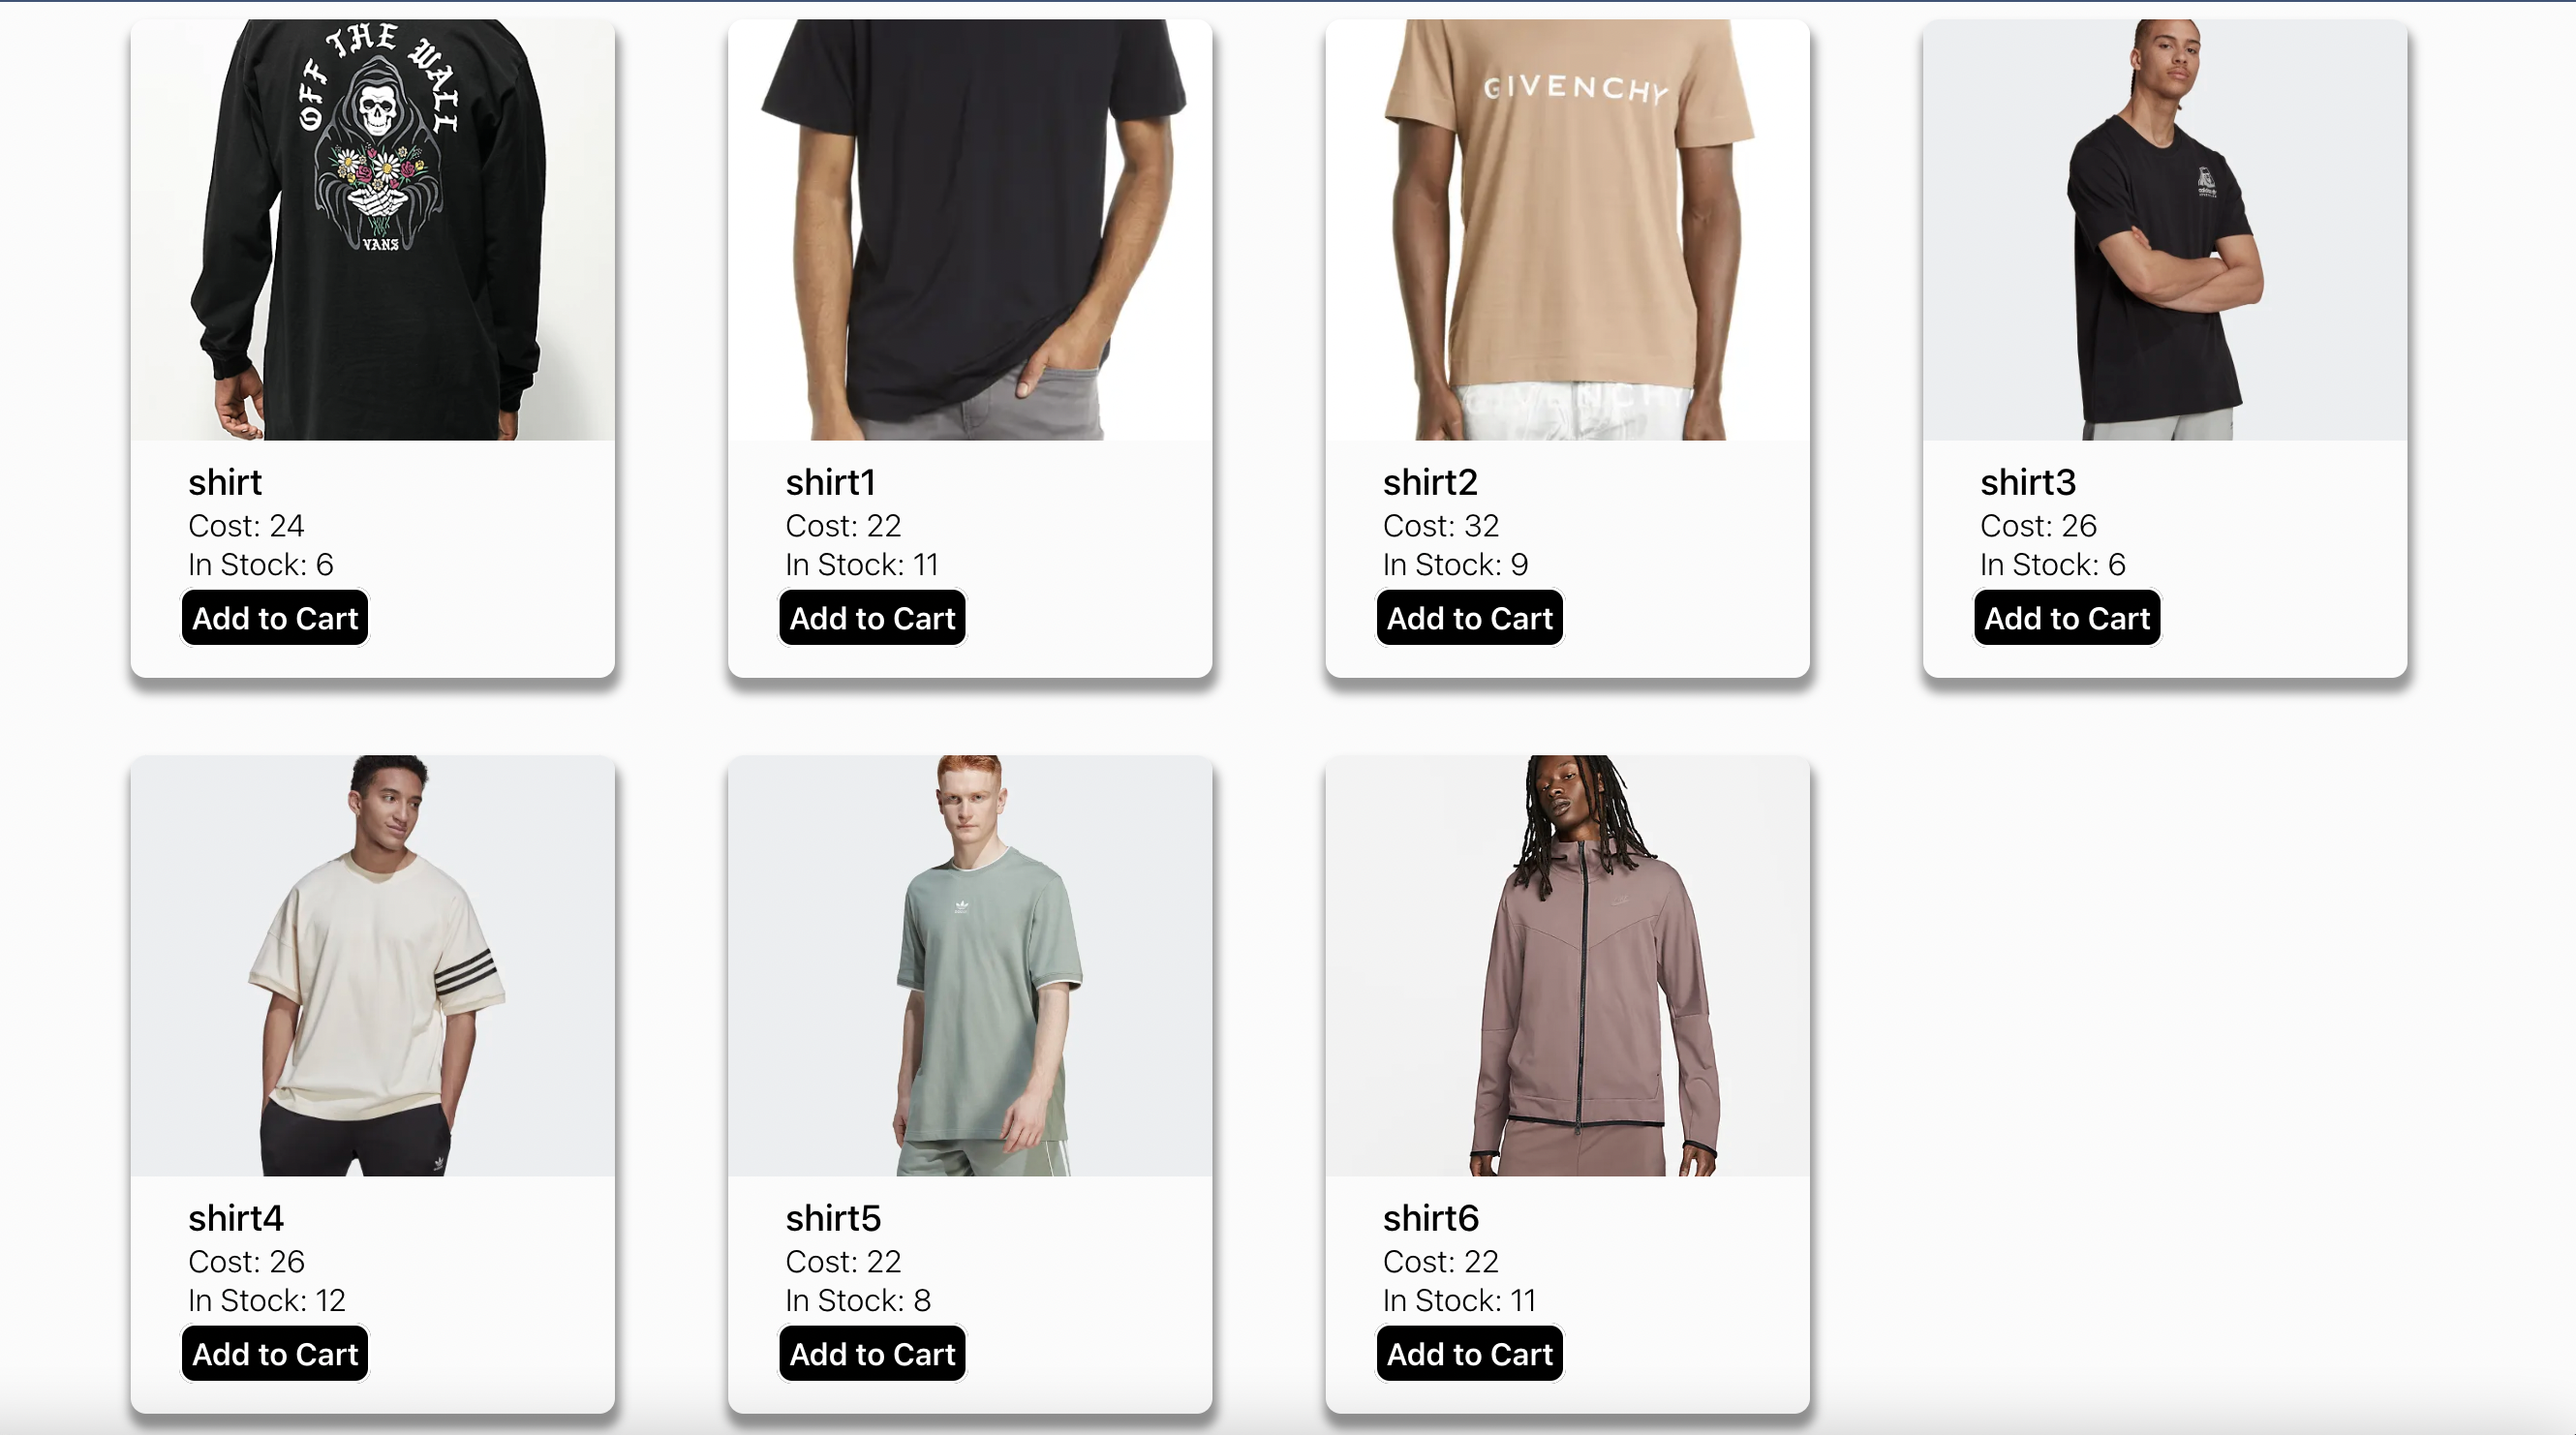 OFF THE WALL
VANS
GIVENCHY
GIVENCHY
shirt
Cost: 24
In Stock: 6
Add to Cart
shirt1
Cost: 22
In Stock: 11
Add to Cart
shirt2
Cost: 32
In Stock: 9
Add to Cart
shirt3
Cost: 26
In Stock: 6
Add to Cart
shirt4
Cost: 26
In Stock: 12
Add to Cart
shirt5
Cost: 22
In Stock: 8
Add to Cart
shirt6
Cost: 22
In Stock: 11
Add to Cart